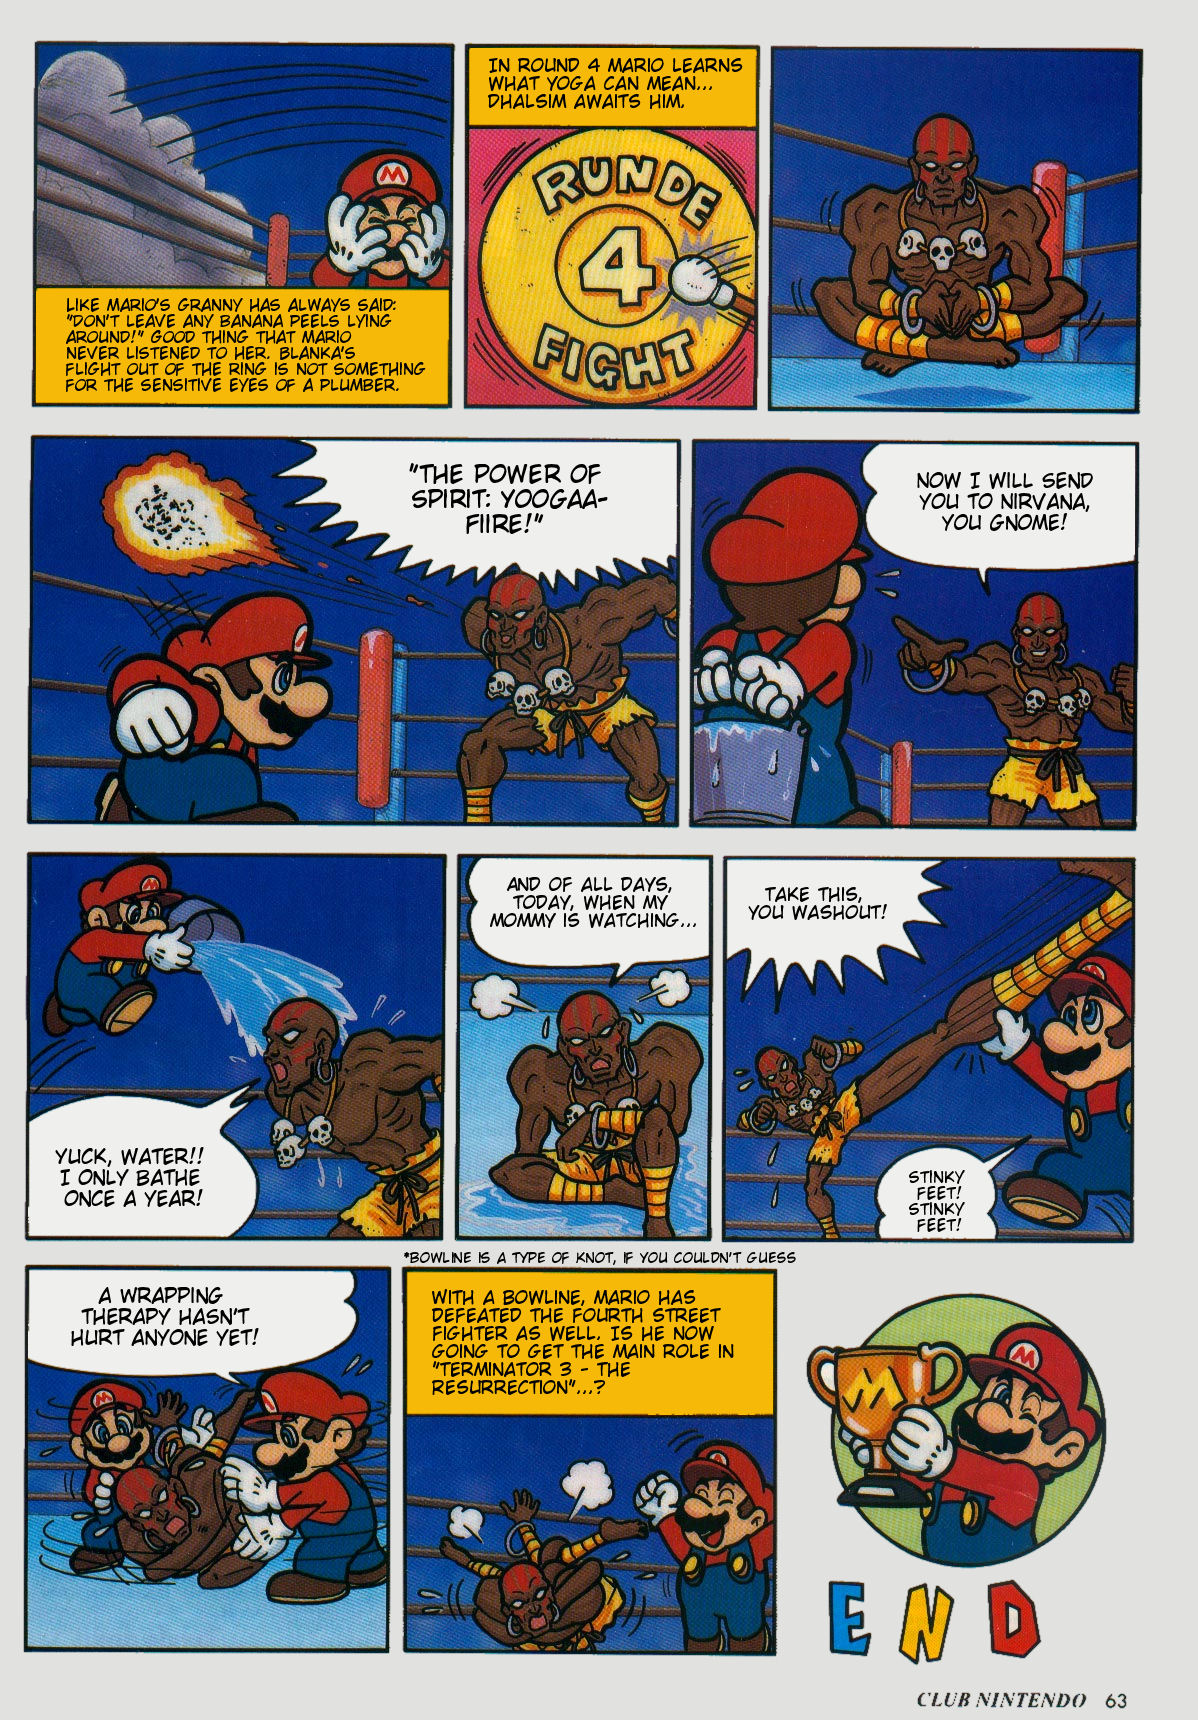 M
LIKE MARIO'S GRANNY HAS ALWAYS SAID:
"DON'T LEAVE ANY BANANA PEELS LYING
AROUND!" GOOD THING THAT MARIO
NEVER LISTENED TO HER. BLANKA'S
FLIGHT OUT OF THE RING IS NOT SOMETHING
FOR THE SENSITIVE EYES OF A PLUMBER.
IN ROUND 4 MARIO LEARNS
WHAT YOGA CAN MEAN...
DHALSIM AWAITS HIM.
RUNDE
4
FIGHT
"THE POWER OF
SPIRIT: YOOGAA-
FIIRE!"
M
NOW I WILL SEND
YOU TO NIRVANA,
YOU GNOME!
M
YUCK, WATER!!
I ONLY BATHE
ONCE A YEAR!
AND OF ALL DAYS,
TODAY, WHEN MY
MOMMY IS WATCHING...
TAKE THIS,
YOU WASHOUT!
M
STINKY
FEET!
STINKY
FEET!
*BOWLINE IS A TYPE OF KNOT, IF YOU COULDN'T GUESS
A WRAPPING
THERAPY HASN'T
HURT ANYONE YET!
M
M
WITH A BOWLINE, MARIO HAS
DEFEATED THE FOURTH STREET
FIGHTER AS WELL. IS HE NOW
GOING TO GET THE MAIN ROLE IN
"TERMINATOR 3 - THE
RESURRECTION"...?
M
M
M
END
CLUB NINTENDO 63